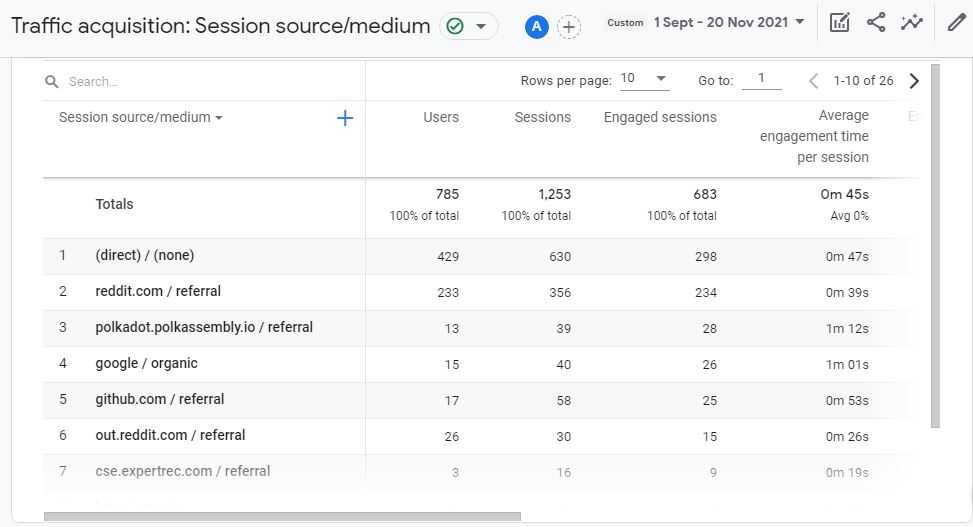 Traffic acquisition: Session source/medium
A
Custom 1 Sept - 20 Nov 2021
Search...
Rows per page: 10
Go to: 1
1-10 of 26
Session source/medium
+
Users
Sessions
Engaged sessions
Average
engagement time
per session
Totals
785 1,253 683 0m 45s
100% of total 100% of total 100% of total Avg 0%
1 (direct) / (none) 429 630 298 0m 47s
2 reddit.com / referral 233 356 234 0m 39s
3 polkadot.polkassembly.io / referral 13 39 28 1m 12s
4 google / organic 15 40 26 1m 01s
5 github.com / referral 17 58 25 0m 53s
6 out.reddit.com / referral 26 30 15 0m 26s
7 cse.expertrec.com / referral 3 16 9 0m 19s